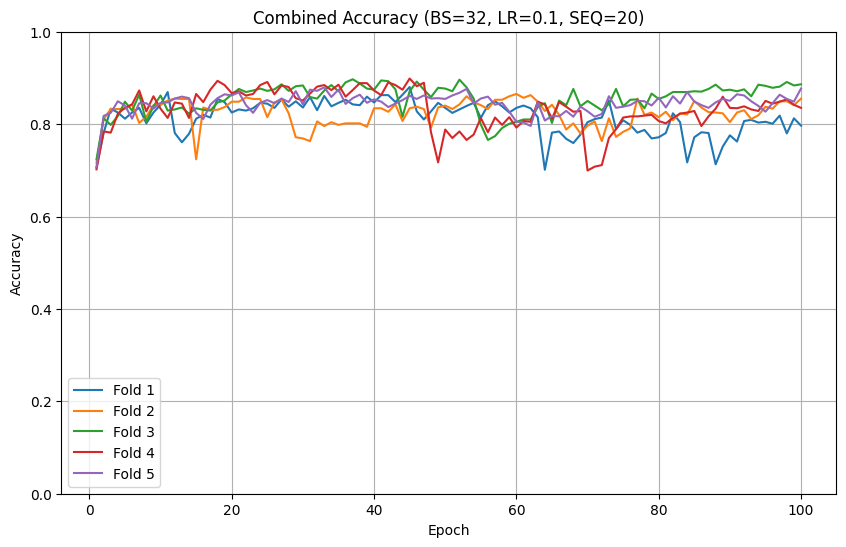 Combined Accuracy (BS=32, LR=0.1, SEQ=20)
1.0
0.8
0.6
0.4
0.2
0.0
Accuracy
Fold 1
Fold 2
Fold 3
Fold 4
Fold 5
0 20 40 60 80 100
Epoch